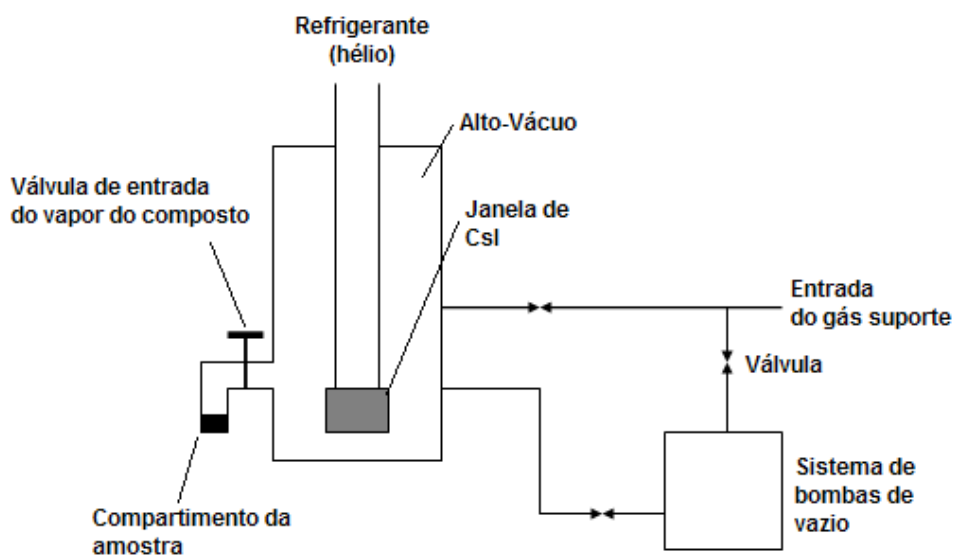 Refrigerante
(hélio)
Alto-Vácuo
Válvula de entrada
do vapor do composto
Janela de
CsI
Entrada
do gás suporte
Válvula
Sistema de
bombas de
vazio
Compartimento da
amostra